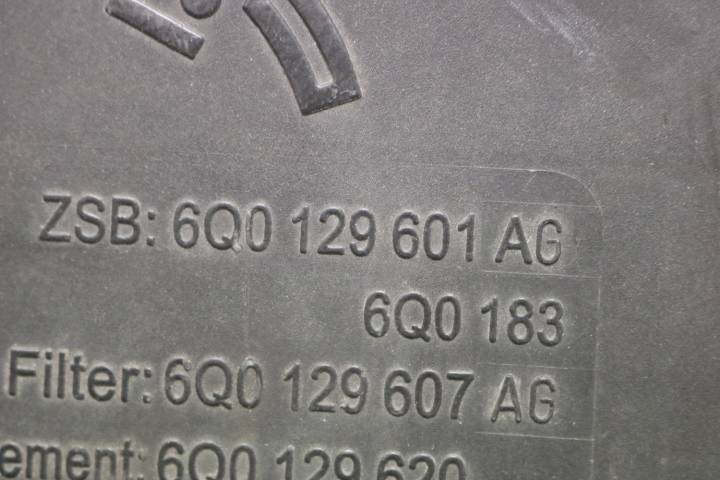 ZSB: 6Q0 129 601 AG
6Q0 183
Filter: 6Q0 129 607 AG
ement: 6Q0 129 620